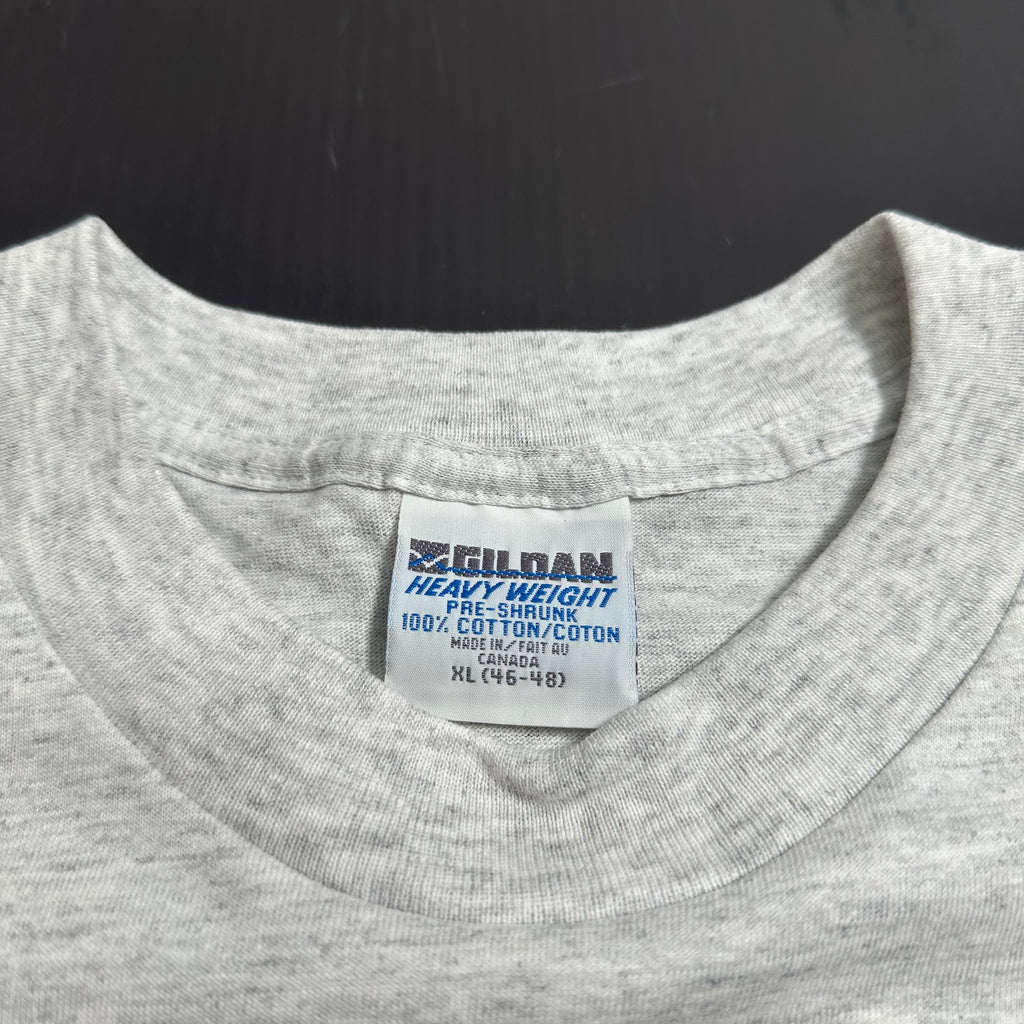 GILDAN
HEAVY WEIGHT
PRE-SHRUNK
100% COTTON/COTON
MADE IN/FAIT AU
CANADA
XL (46-48)